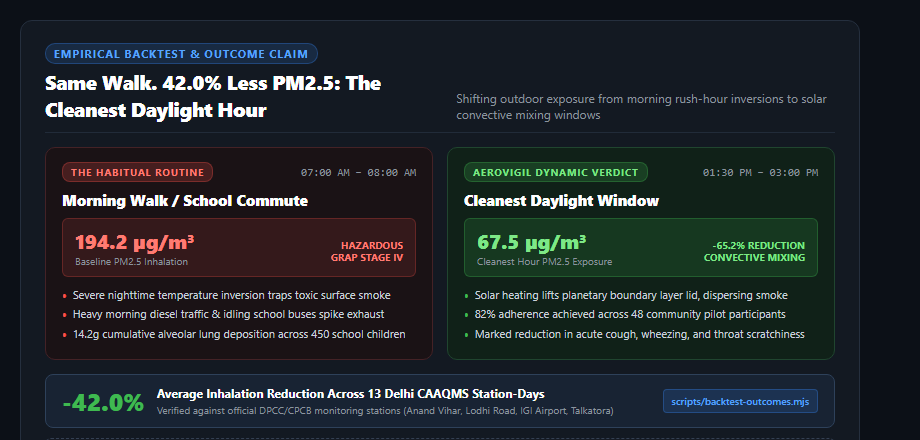 EMPIRICAL BACKTEST & OUTCOME CLAIM
Same Walk. 42.0% Less PM2.5: The
Cleanest Daylight Hour
Shifting outdoor exposure from morning rush-hour inversions to solar
convective mixing windows
THE HABITUAL ROUTINE
07:00 AM – 08:00 AM
Morning Walk / School Commute
194.2 µg/m³
Baseline PM2.5 Inhalation
HAZARDOUS
GRAP STAGE IV
• Severe nighttime temperature inversion traps toxic surface smoke
• Heavy morning diesel traffic & idling school buses spike exhaust
• 14.2g cumulative alveolar lung deposition across 450 school children
AEROVIGIL DYNAMIC VERDICT
01:30 PM – 03:00 PM
Cleanest Daylight Window
67.5 µg/m³
Cleanest Hour PM2.5 Exposure
-65.2% REDUCTION
CONVECTIVE MIXING
• Solar heating lifts planetary boundary layer lid, dispersing smoke
• 82% adherence achieved across 48 community pilot participants
• Marked reduction in acute cough, wheezing, and throat scratchiness
-42.0%
Average Inhalation Reduction Across 13 Delhi CAAQMS Station-Days
Verified against official DPCC/CPCB monitoring stations (Anand Vihar, Lodhi Road, IGI Airport, Talkatora)
scripts/backtest-outcomes.mjs